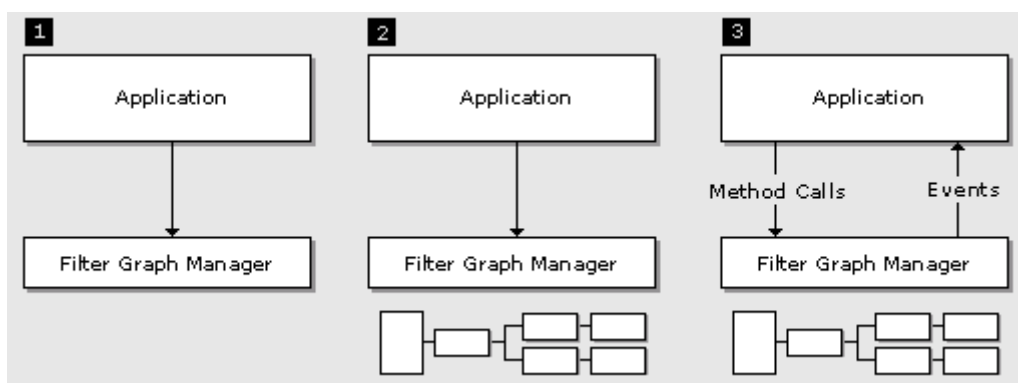 1
2
3
Application
Application
Application
Method Calls
Events
Filter Graph Manager
Filter Graph Manager
Filter Graph Manager